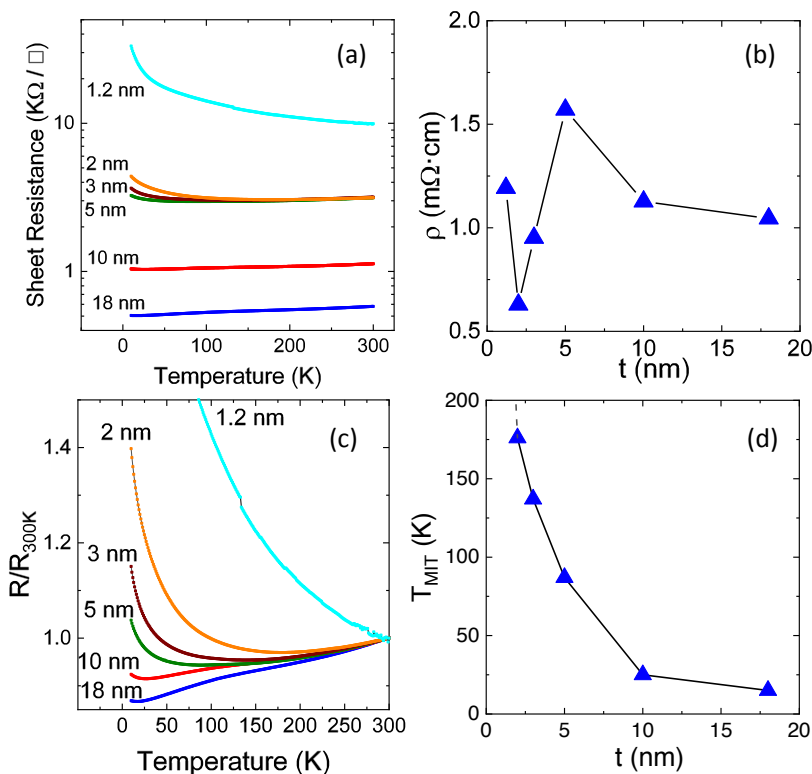 (a)
Sheet Resistance (KΩ / □)
10
1
1.2 nm
2 nm
3 nm
5 nm
10 nm
18 nm
0 100 200 300
Temperature (K)
(b)
ρ (mΩ·cm)
2.0
1.5
1.0
0.5
0 5 10 15 20
t (nm)
(c)
R/R300K
1.4
1.2
1.0
1.2 nm
2 nm
3 nm
5 nm
10 nm
18 nm
0 50 100 150 200 250 300
Temperature (K)
(d)
TMIT (K)
200
175
150
125
100
75
50
25
0
0 5 10 15 20
t (nm)